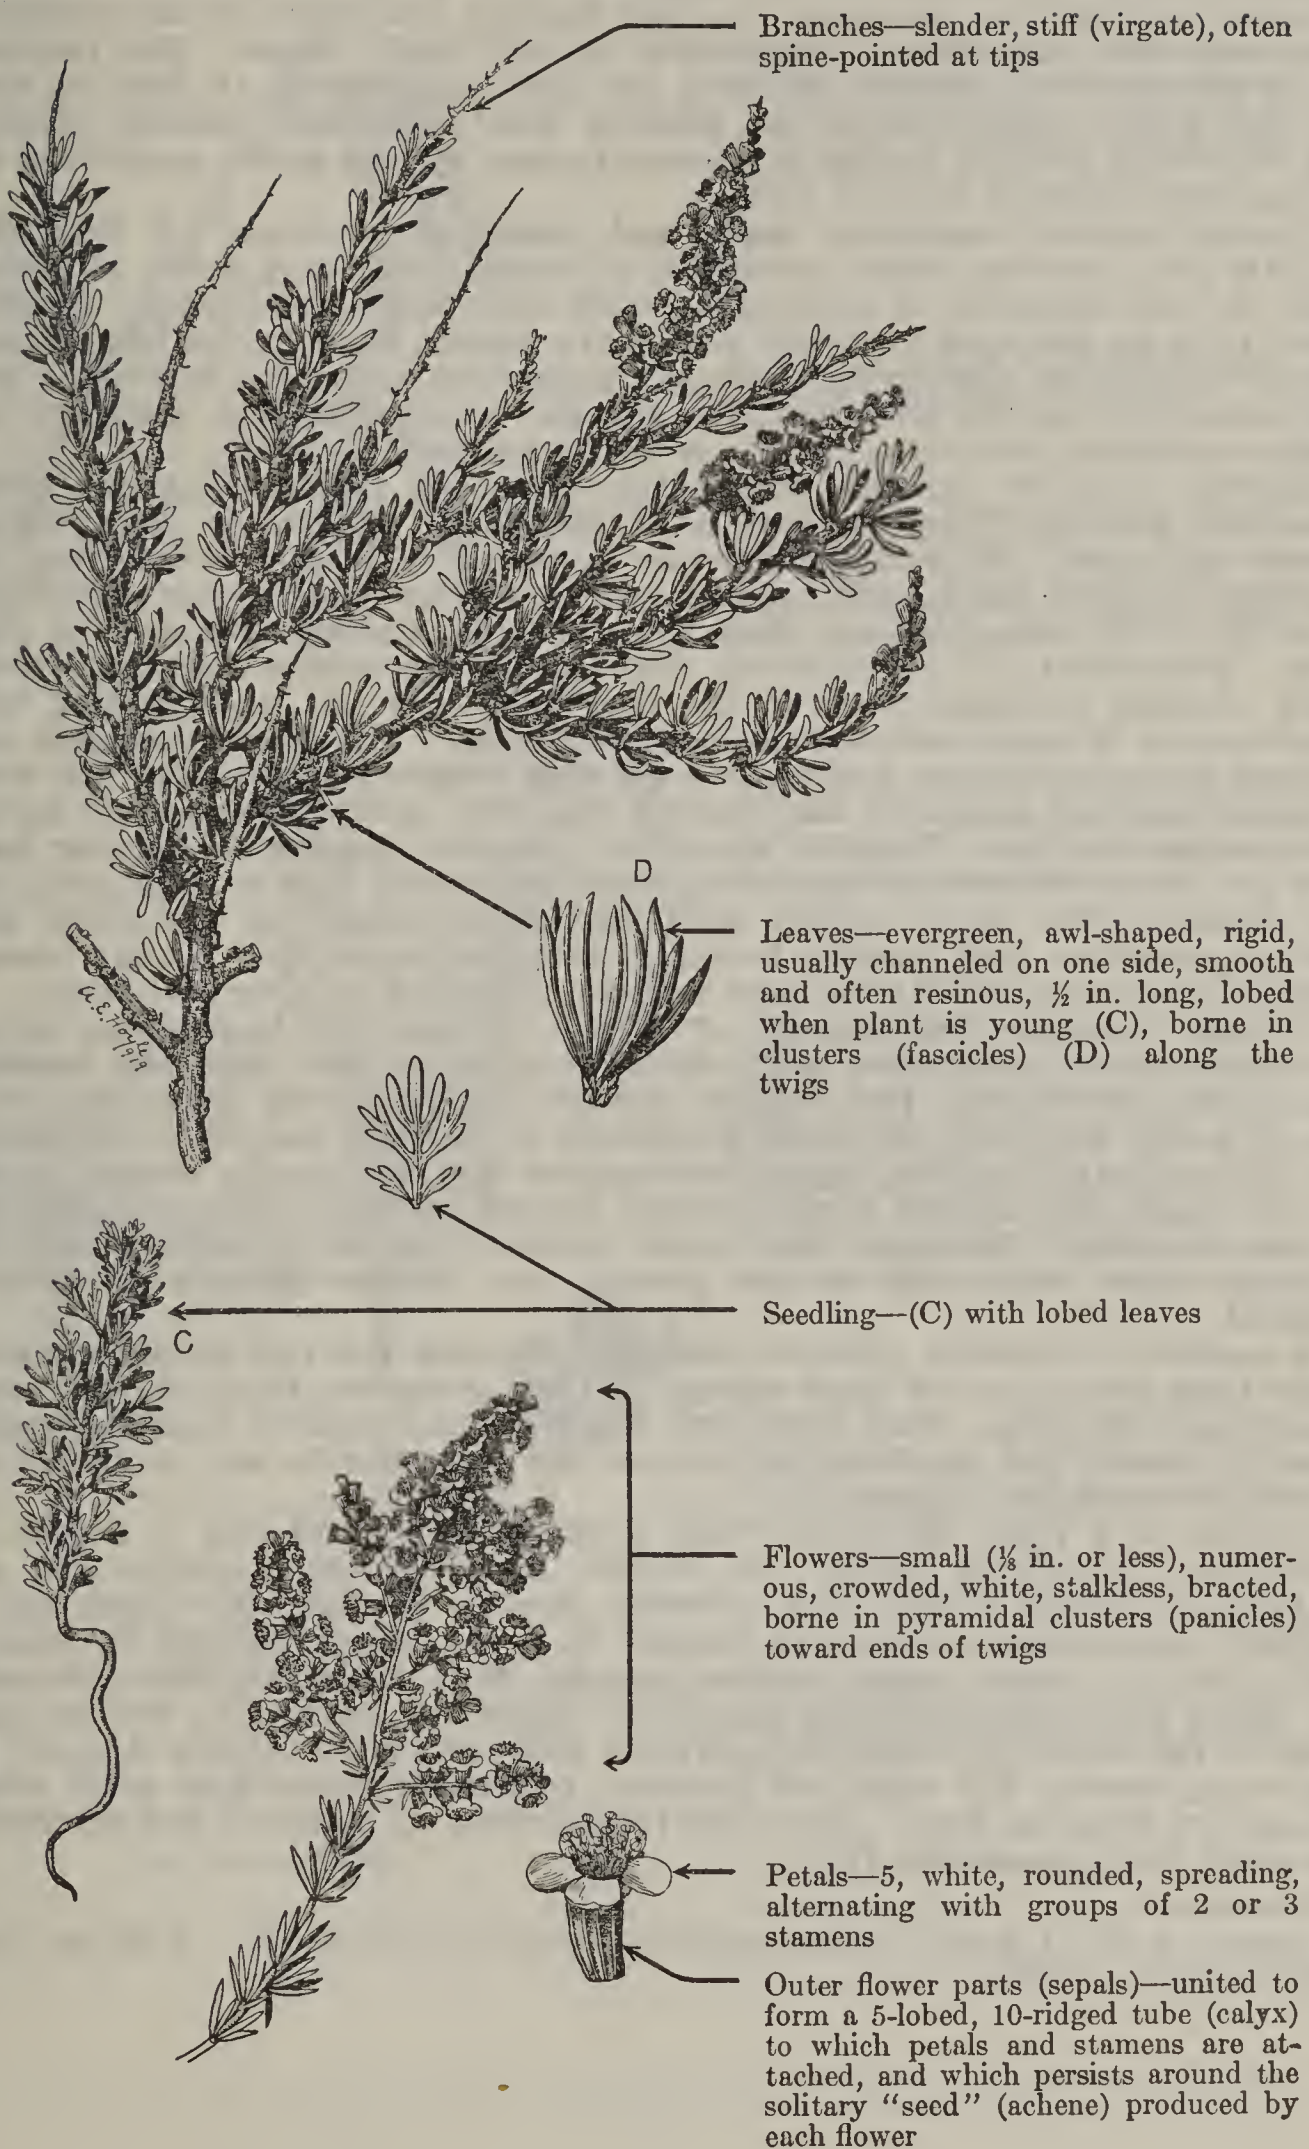 Branches—slender, stiff (virgate), often
spine-pointed at tips
D
Leaves—evergreen, awl-shaped, rigid,
usually channeled on one side, smooth
and often resinous, ½ in. long, lobed
when plant is young (C), borne in
clusters (fascicles) (D) along the
twigs
A.E. Hoyle
1919
Seedling—(C) with lobed leaves
C
Flowers—small (⅛ in. or less), numer-
ous, crowded, white, stalkless, bracted,
borne in pyramidal clusters (panicles)
toward ends of twigs
Petals—5, white, rounded, spreading,
alternating with groups of 2 or 3
stamens
Outer flower parts (sepals)—united to
form a 5-lobed, 10-ridged tube (calyx)
to which petals and stamens are at-
tached, and which persists around the
solitary "seed" (achene) produced by
each flower